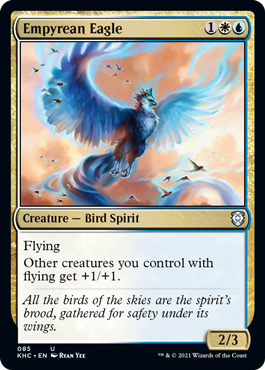 Empyrean Eagle 1
Creature — Bird Spirit
Flying
Other creatures you control with
flying get +1/+1.
All the birds of the skies are the spirit's
brood, gathered for safety under its
wings.
2/3
085 U
KHC • EN Ryan Yee
™ & © 2021 Wizards of the Coast